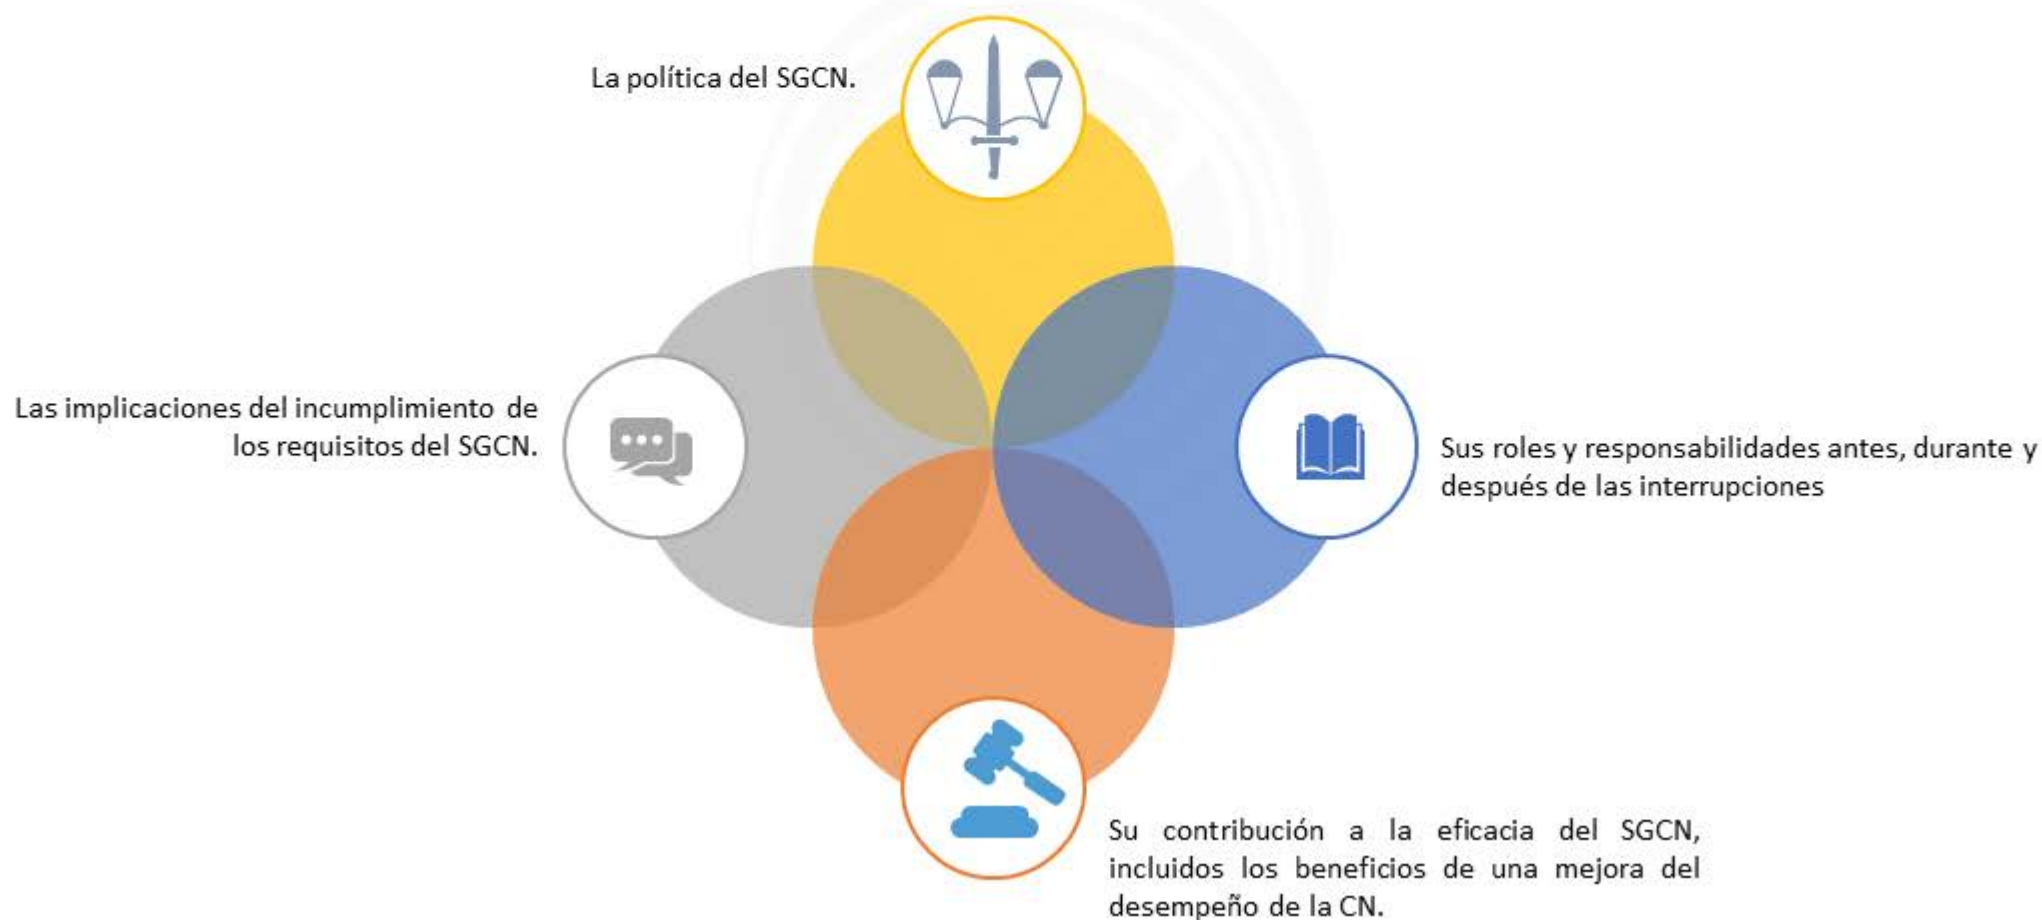 La política del SGCN.
Las implicaciones del incumplimiento de
los requisitos del SGCN.
Sus roles y responsabilidades antes, durante y
después de las interrupciones
Su contribución a la eficacia del SGCN,
incluidos los beneficios de una mejora del
desempeño de la CN.